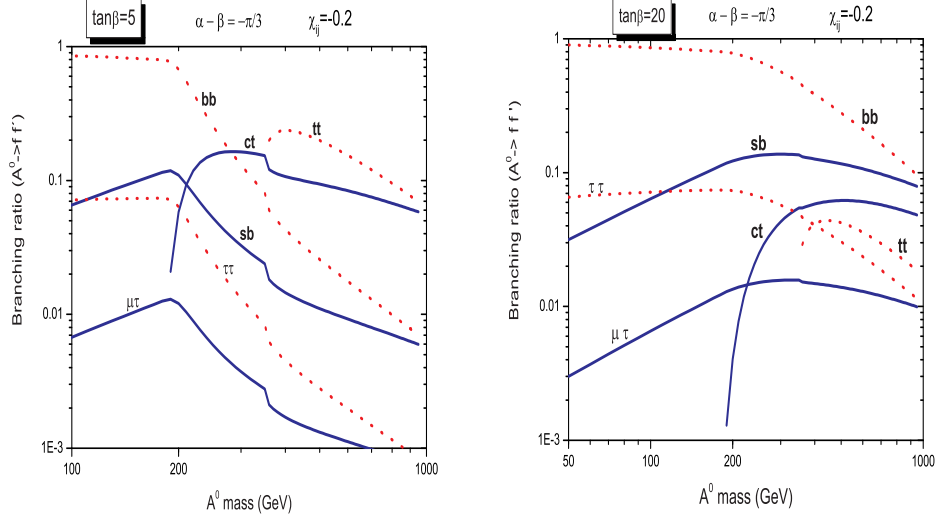 tanβ=5 α – β = –π/3 χij=-0.2
1
0.1
0.01
1E-3
Branching ratio (A⁰->f f´)
bb
ct
tt
sb
ττ
μτ
100 200 1000
A⁰ mass (GeV)
tanβ=20 α – β = –π/3 χij=-0.2
1
0.1
0.01
1E-3
Branching ratio (A⁰-> f f')
bb
sb
τ τ
ct
tt
μ τ
50 100 200 1000
A⁰ mass (GeV)